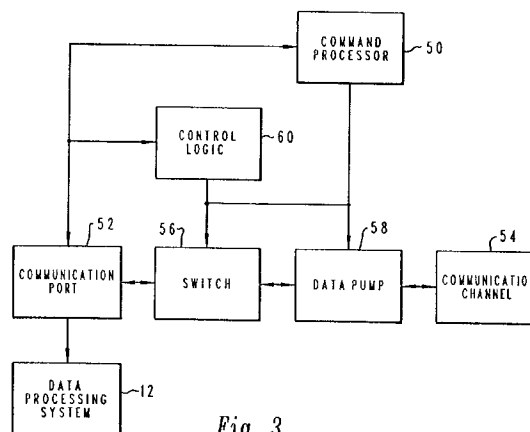 COMMAND
PROCESSOR
50
CONTROL
LOGIC
60
52
COMMUNICATION
PORT
56
SWITCH
58
DATA PUMP
54
COMMUNICATIO
CHANNEL
DATA
PROCESSING
SYSTEM
12
Fig. 3